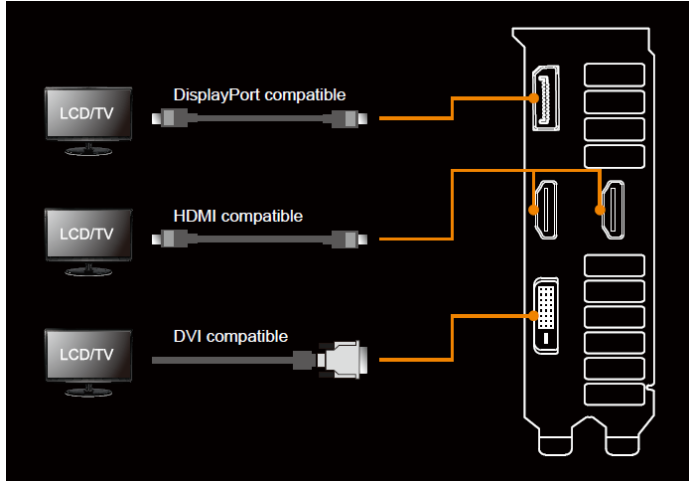 DisplayPort compatible
LCD/TV
HDMI compatible
LCD/TV
DVI compatible
LCD/TV